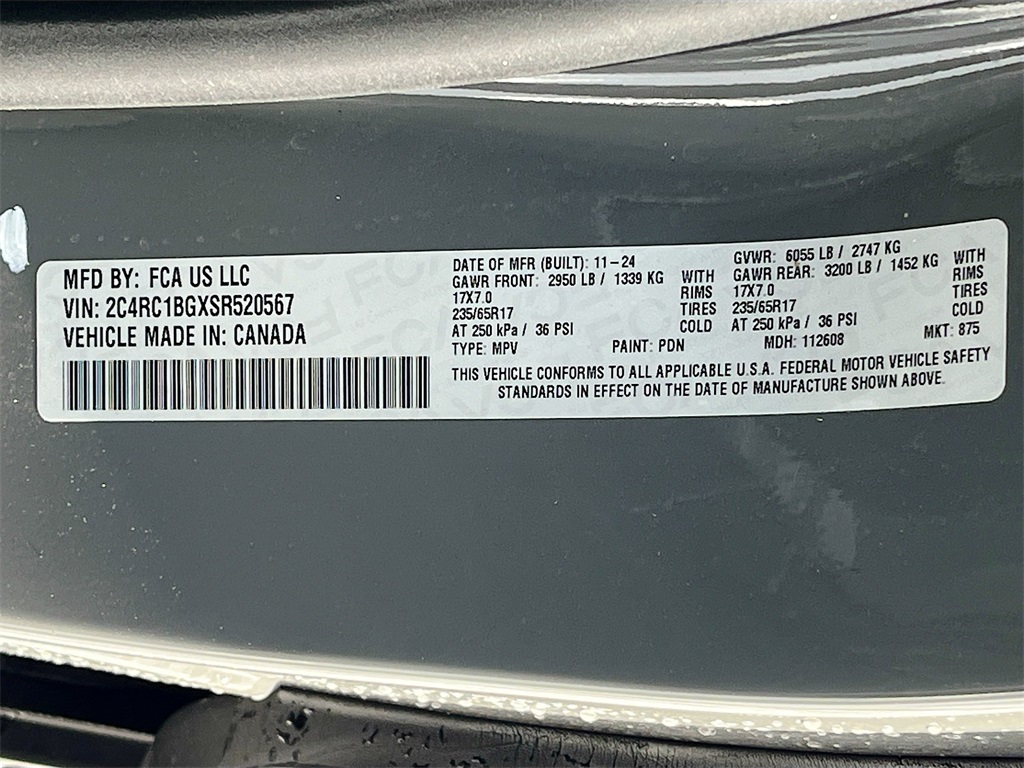 MFD BY: FCA US LLC
VIN: 2C4RC1BGXSR520567
VEHICLE MADE IN: CANADA
DATE OF MFR (BUILT): 11-24
GAWR FRONT: 2950 LB / 1339 KG WITH
17X7.0 RIMS
235/65R17 TIRES
AT 250 kPa / 36 PSI COLD
TYPE: MPV PAINT: PDN
GVWR: 6055 LB / 2747 KG
GAWR REAR: 3200 LB / 1452 KG WITH
17X7.0 RIMS
235/65R17 TIRES
AT 250 kPa / 36 PSI COLD
MDH: 112608 MKT: 875
THIS VEHICLE CONFORMS TO ALL APPLICABLE U.S.A. FEDERAL MOTOR VEHICLE SAFETY
STANDARDS IN EFFECT ON THE DATE OF MANUFACTURE SHOWN ABOVE.